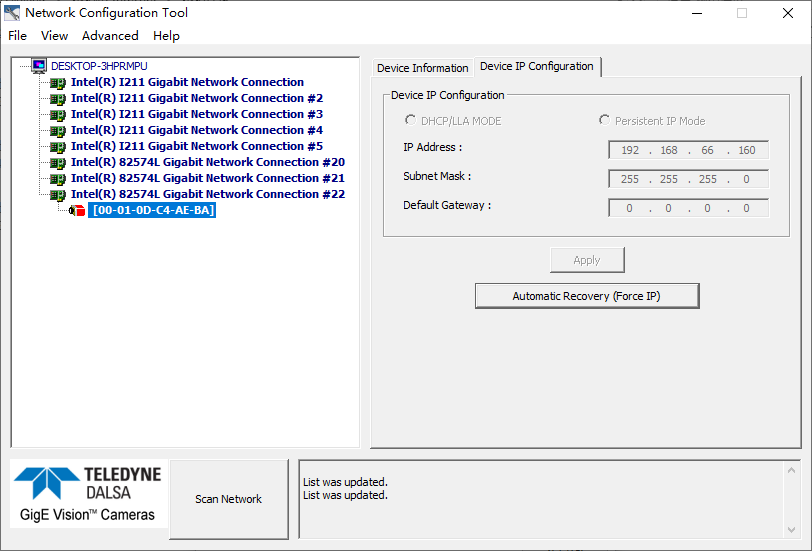 Network Configuration Tool
File View Advanced Help
DESKTOP-3HPRMPU
Intel(R) I211 Gigabit Network Connection
Intel(R) I211 Gigabit Network Connection #2
Intel(R) I211 Gigabit Network Connection #3
Intel(R) I211 Gigabit Network Connection #4
Intel(R) I211 Gigabit Network Connection #5
Intel(R) 82574L Gigabit Network Connection #20
Intel(R) 82574L Gigabit Network Connection #21
Intel(R) 82574L Gigabit Network Connection #22
[00-01-0D-C4-AE-BA]
Device Information Device IP Configuration
Device IP Configuration
DHCP/LLA MODE Persistent IP Mode
IP Address : 192 . 168 . 66 . 160
Subnet Mask : 255 . 255 . 255 . 0
Default Gateway : 0 . 0 . 0 . 0
Apply
Automatic Recovery (Force IP)
TELEDYNE
DALSA
GigE Vision™ Cameras
Scan Network
List was updated.
List was updated.